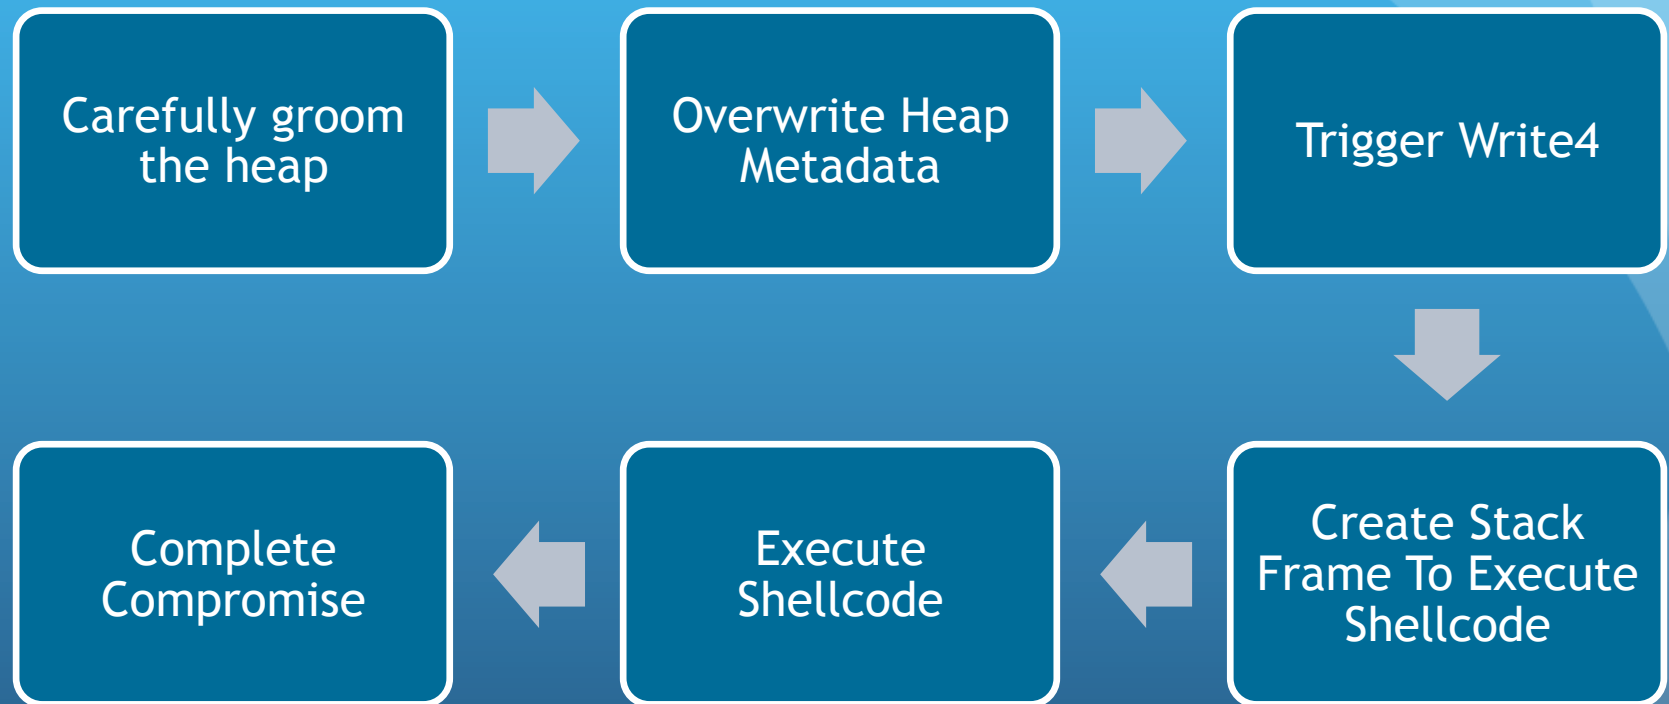 Carefully groom
the heap
Overwrite Heap
Metadata
Trigger Write4
Create Stack
Frame To Execute
Shellcode
Execute
Shellcode
Complete
Compromise